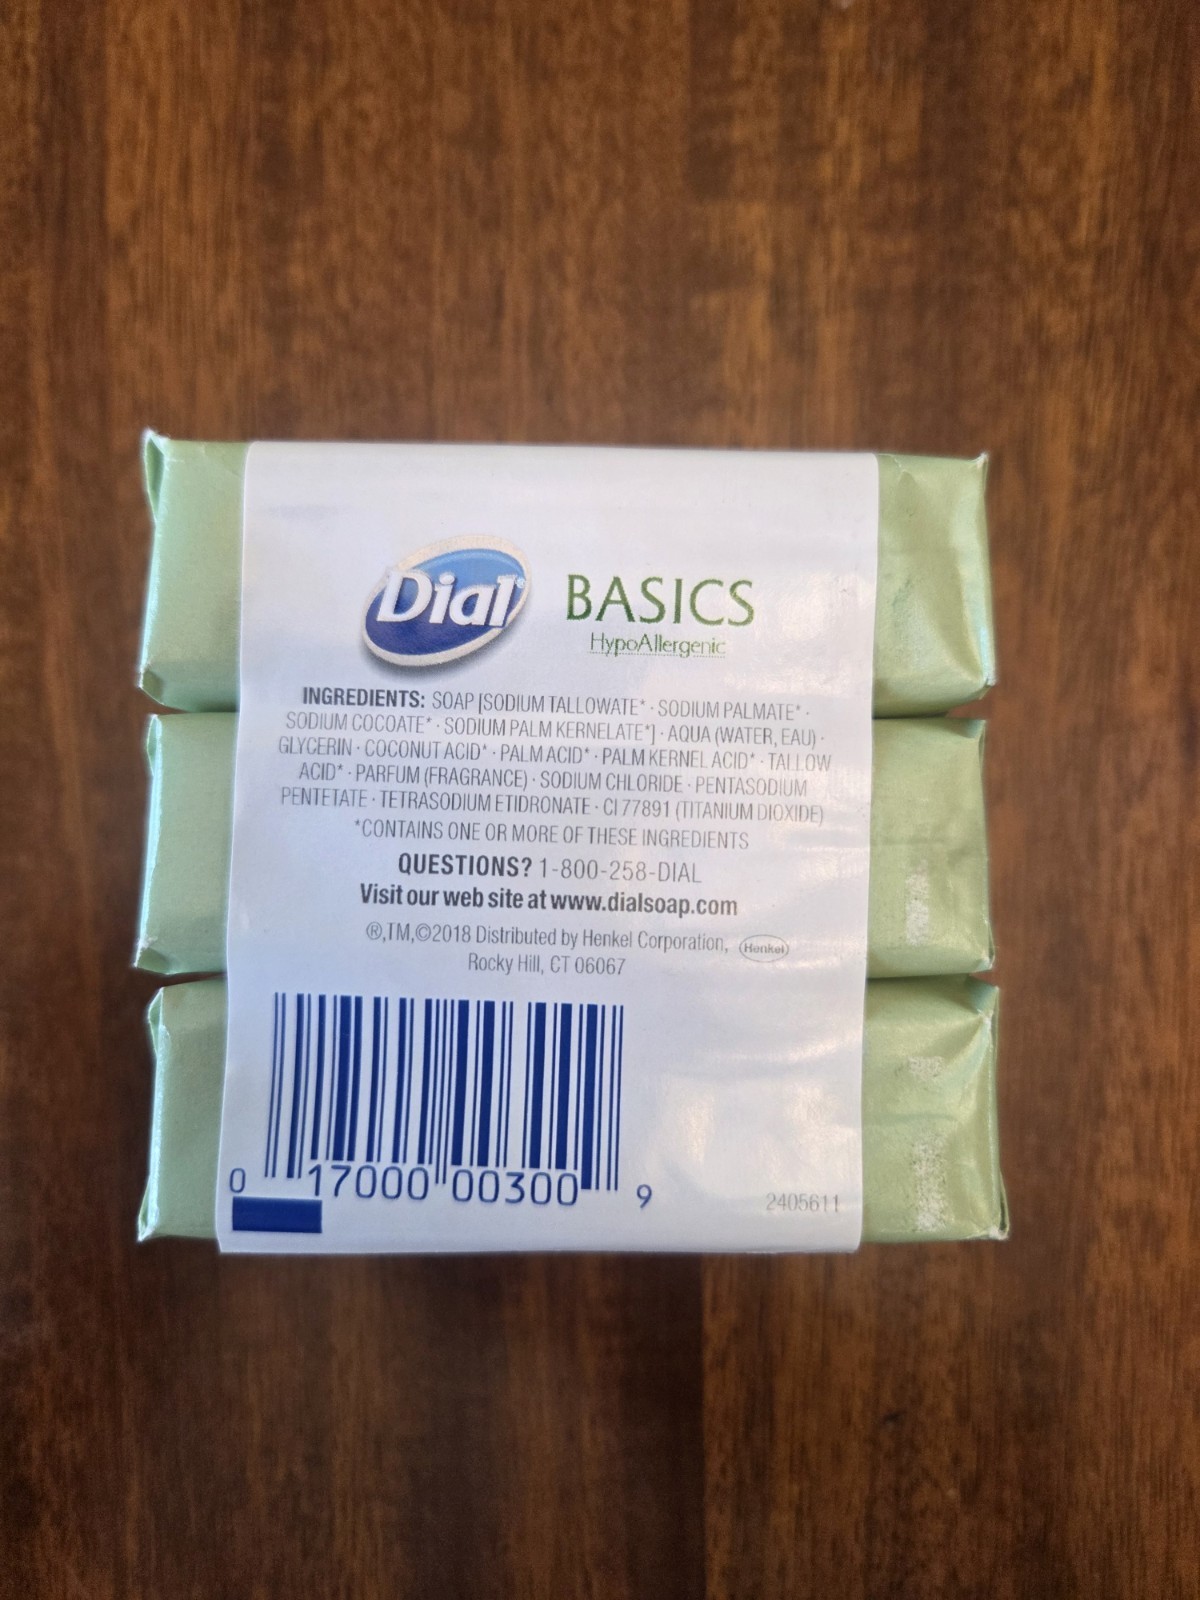 Dial®
BASICS
HypoAllergenic
INGREDIENTS: SOAP [SODIUM TALLOWATE* · SODIUM PALMATE* ·
SODIUM COCOATE* · SODIUM PALM KERNELATE*] · AQUA (WATER, EAU) ·
GLYCERIN · COCONUT ACID* · PALM ACID* · PALM KERNEL ACID* · TALLOW
ACID* · PARFUM (FRAGRANCE) · SODIUM CHLORIDE · PENTASODIUM
PENTETATE · TETRASODIUM ETIDRONATE · CI 77891 (TITANIUM DIOXIDE)
*CONTAINS ONE OR MORE OF THESE INGREDIENTS
QUESTIONS? 1-800-258-DIAL
Visit our web site at www.dialsoap.com
®,TM,©2018 Distributed by Henkel Corporation, Henkel
Rocky Hill, CT 06067
0 17000 00300 9
2405611